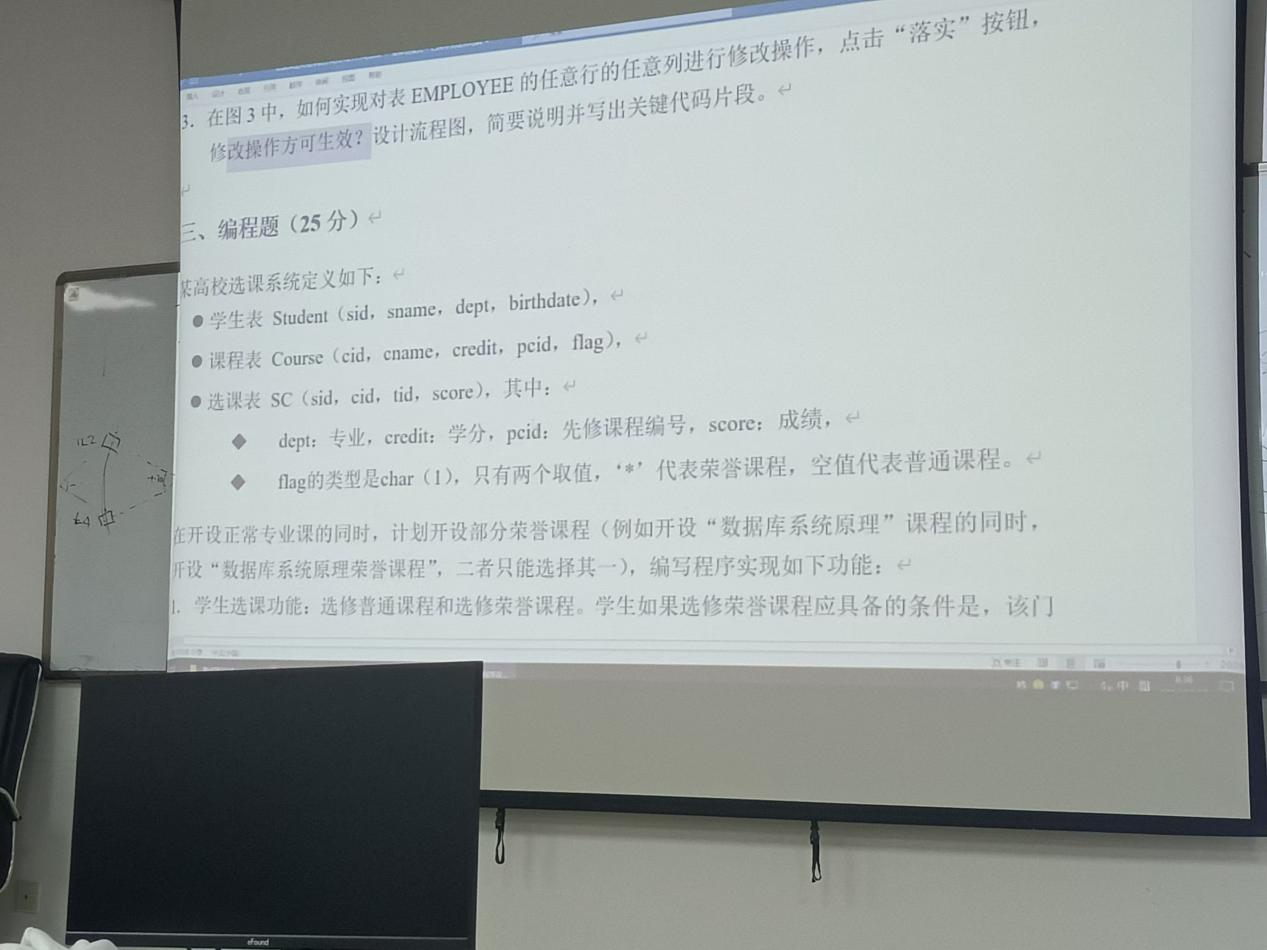 3. 在图 3 中，如何实现对表 EMPLOYEE 的任意行的任意列进行修改操作，点击“落实”按钮，
修改操作方可生效？设计流程图，简要说明并写出关键代码片段。
三、编程题（25 分）
某高校选课系统定义如下：
●学生表 Student（sid，sname，dept，birthdate），
●课程表 Course（cid，cname，credit，pcid，flag），
●选课表 SC（sid，cid，tid，score），其中：
◆ dept：专业，credit：学分，pcid：先修课程编号，score：成绩，
◆ flag的类型是char（1），只有两个取值，‘*’代表荣誉课程，空值代表普通课程。
在开设正常专业课的同时，计划开设部分荣誉课程（例如开设“数据库系统原理”课程的同时，
开设“数据库系统原理荣誉课程”，二者只能选择其一），编写程序实现如下功能：
1. 学生选课功能：选修普通课程和选修荣誉课程。学生如果选修荣誉课程应具备的条件是，该门
中
eFound